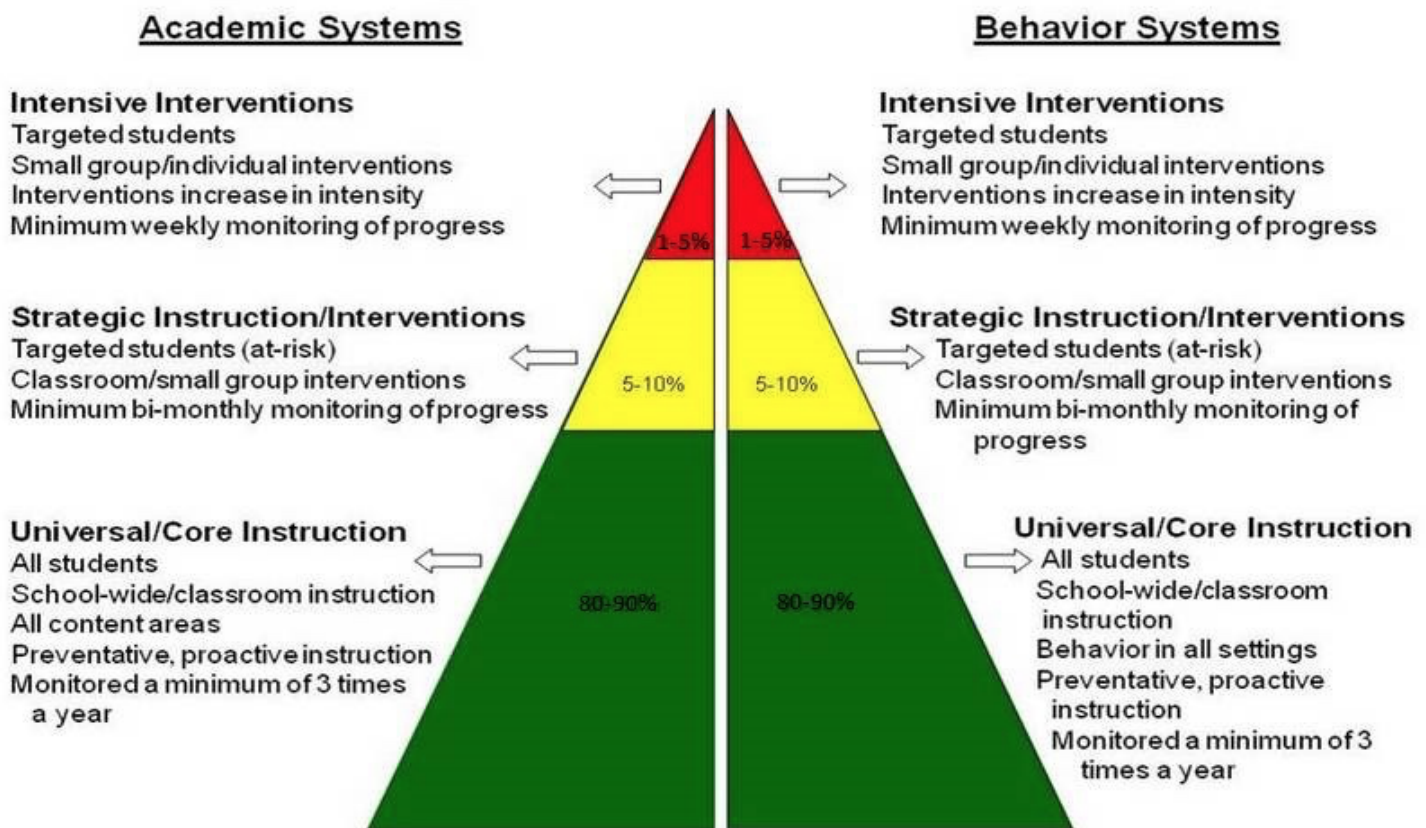 Academic Systems
Intensive Interventions
Targeted students
Small group/individual interventions
Interventions increase in intensity
Minimum weekly monitoring of progress
Strategic Instruction/Interventions
Targeted students (at-risk)
Classroom/small group interventions
Minimum bi-monthly monitoring of progress
Universal/Core Instruction
All students
School-wide/classroom instruction
All content areas
Preventative, proactive instruction
Monitored a minimum of 3 times
a year
1-5%
1-5%
5-10%
5-10%
80-90%
80-90%
Behavior Systems
Intensive Interventions
Targeted students
Small group/individual interventions
Interventions increase in intensity
Minimum weekly monitoring of progress
Strategic Instruction/Interventions
Targeted students (at-risk)
Classroom/small group interventions
Minimum bi-monthly monitoring of
progress
Universal/Core Instruction
All students
School-wide/classroom
instruction
Behavior in all settings
Preventative, proactive
instruction
Monitored a minimum of 3
times a year